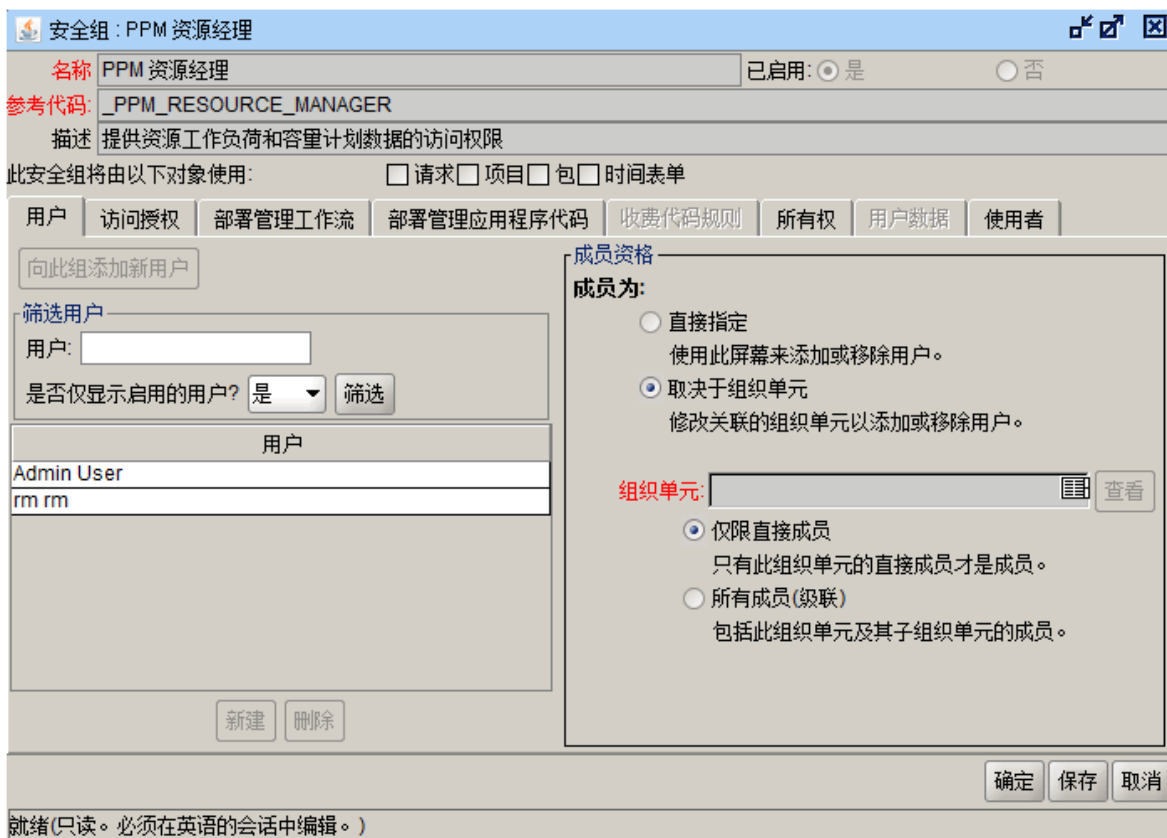 安全组 : PPM 资源经理
名称 PPM 资源经理 已启用: 是 否
参考代码: _PPM_RESOURCE_MANAGER
描述 提供资源工作负荷和容量计划数据的访问权限
此安全组将由以下对象使用: 请求 项目 包 时间表单
用户 访问授权 部署管理工作流 部署管理应用程序代码 收费代码规则 所有权 用户数据 使用者
向此组添加新用户
筛选用户
用户:
是否仅显示启用的用户? 是 筛选
用户
Admin User
rm rm
新建 删除
成员资格
成员为:
直接指定
使用此屏幕来添加或移除用户。
取决于组织单元
修改关联的组织单元以添加或移除用户。
组织单元: 查看
仅限直接成员
只有此组织单元的直接成员才是成员。
所有成员(级联)
包括此组织单元及其子组织单元的成员。
确定 保存 取消
就绪(只读。必须在英语的会话中编辑。)